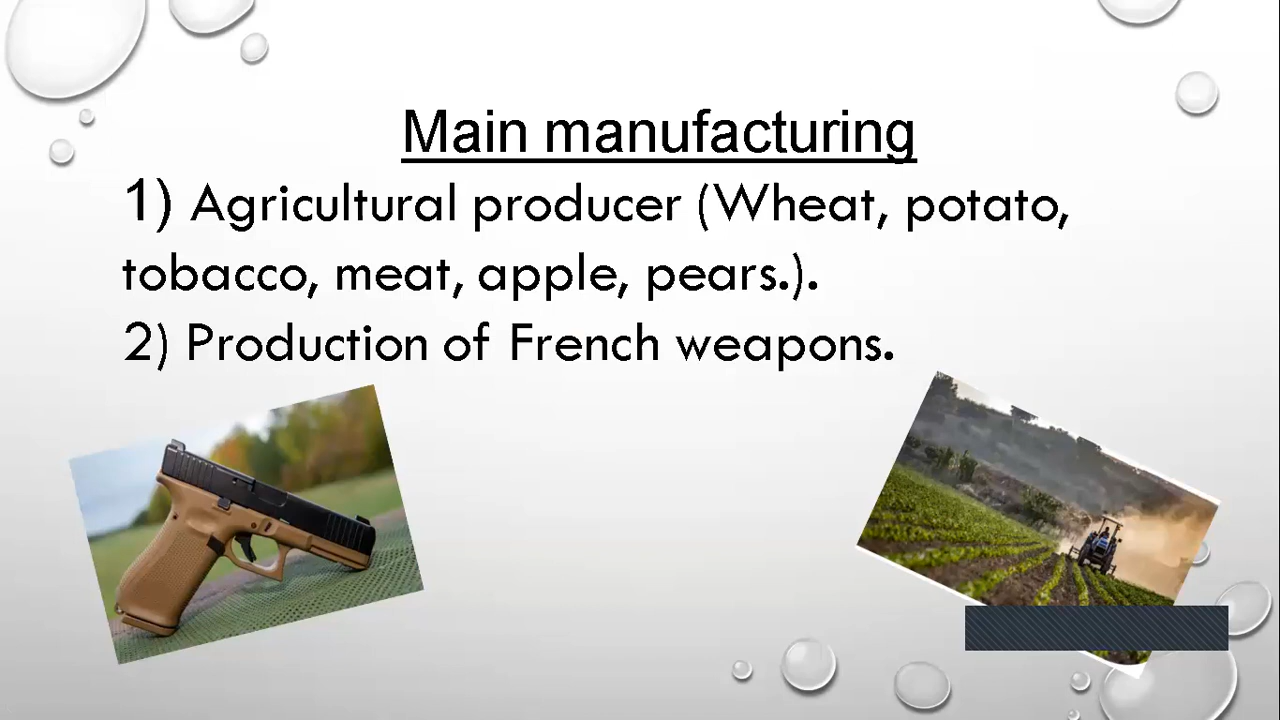 Main manufacturing
1) Agricultural producer (Wheat, potato,
tobacco, meat, apple, pears.).
2) Production of French weapons.